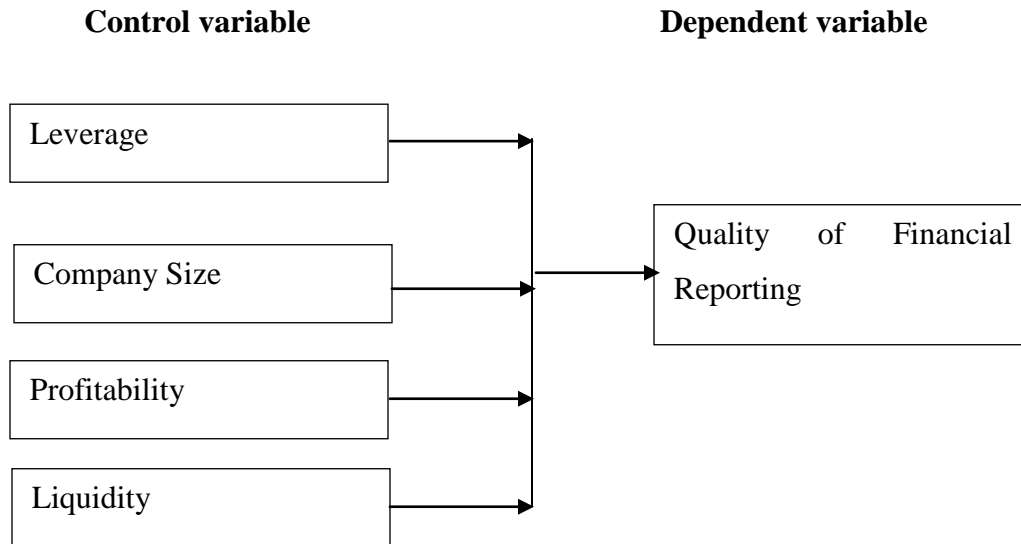 Control variable
Dependent variable
Leverage
Company Size
Profitability
Liquidity
Quality of Financial
Reporting